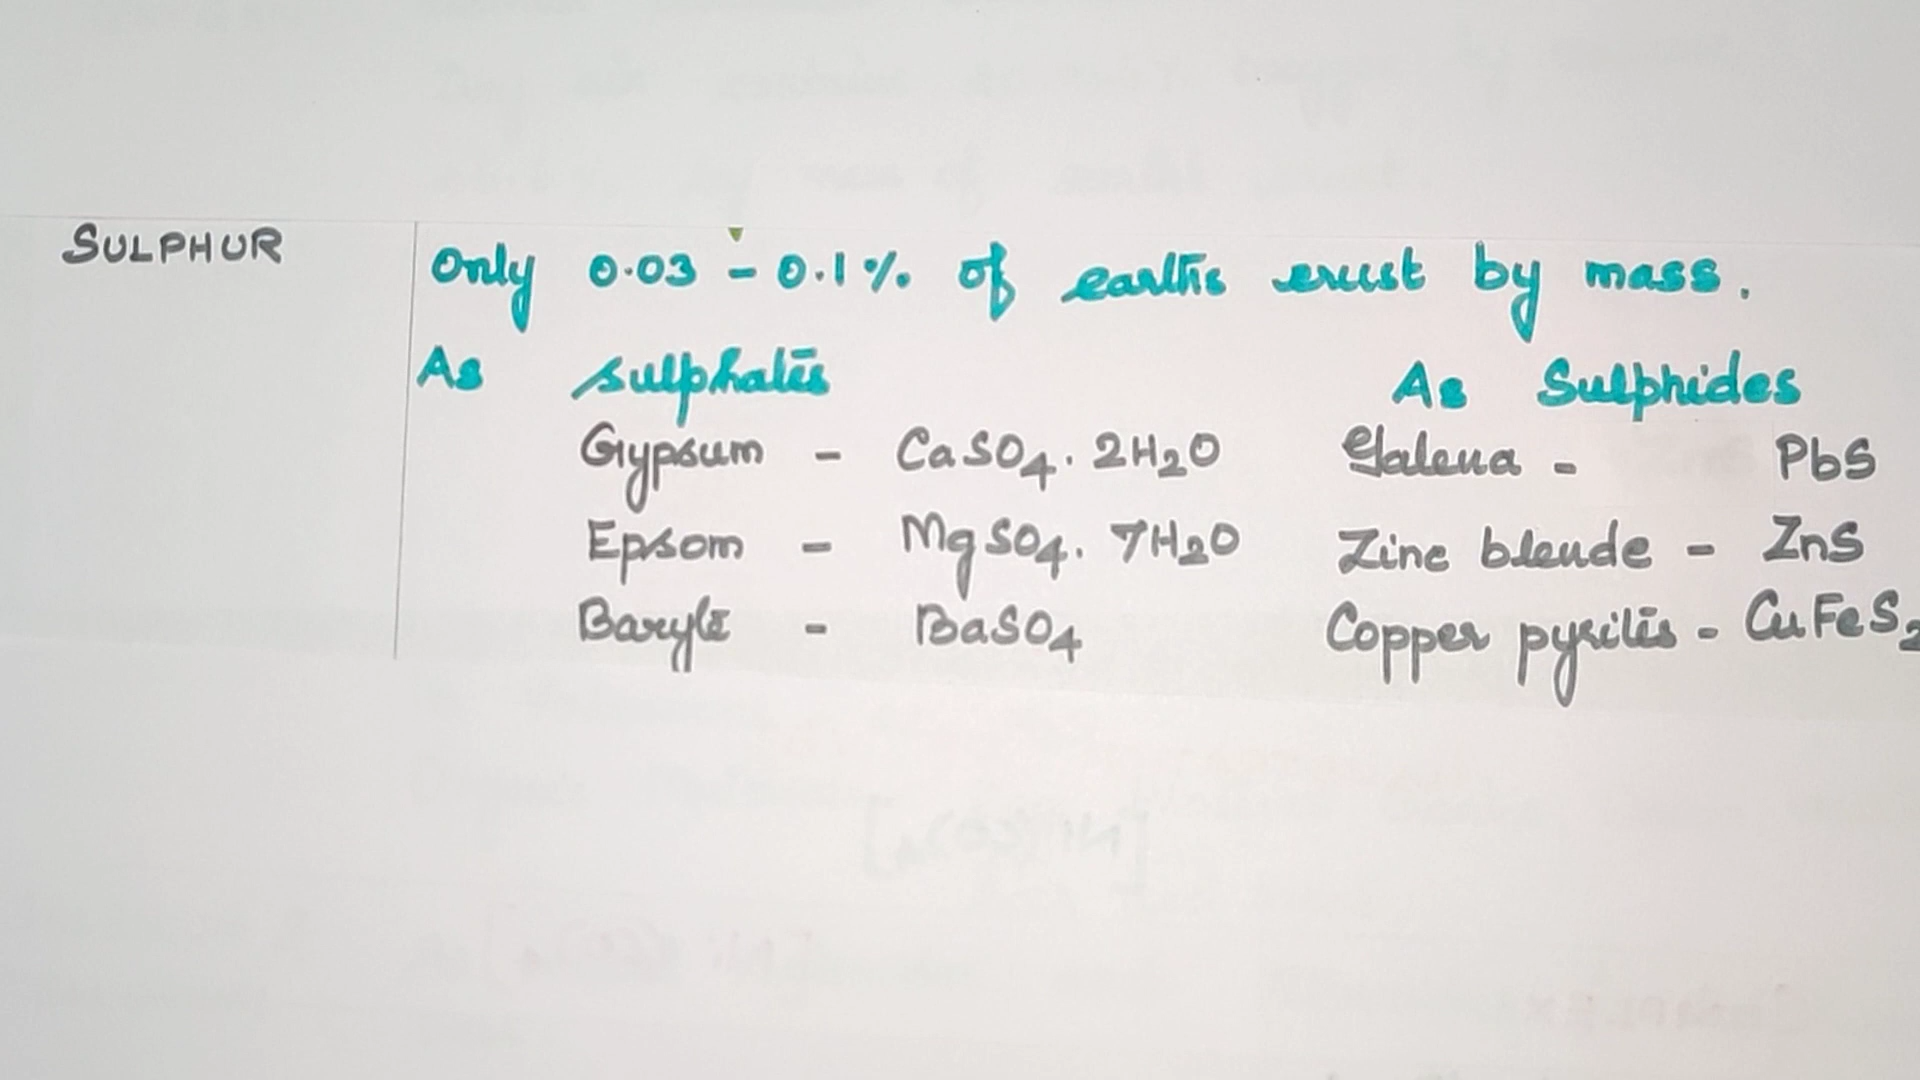 SULPHUR
Only 0.03 - 0.1% of earths crust by mass.
As sulphates As Sulphides
Gypsum - CaSO4. 2H2O Galena - PbS
Epsom - MgSO4. 7H2O Zinc blende - ZnS
Baryte - BaSO4 Copper pyrites - CuFeS2